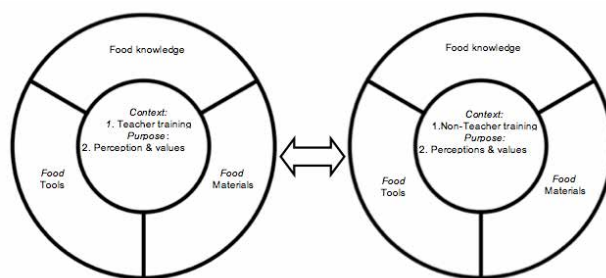 Food knowledge
Context:
1. Teacher training
Purpose:
2. Perception & values
Food
Tools
Food
Materials
Food knowledge
Context:
1.Non-Teacher training
Purpose:
2. Perceptions & values
Food
Tools
Food
Materials